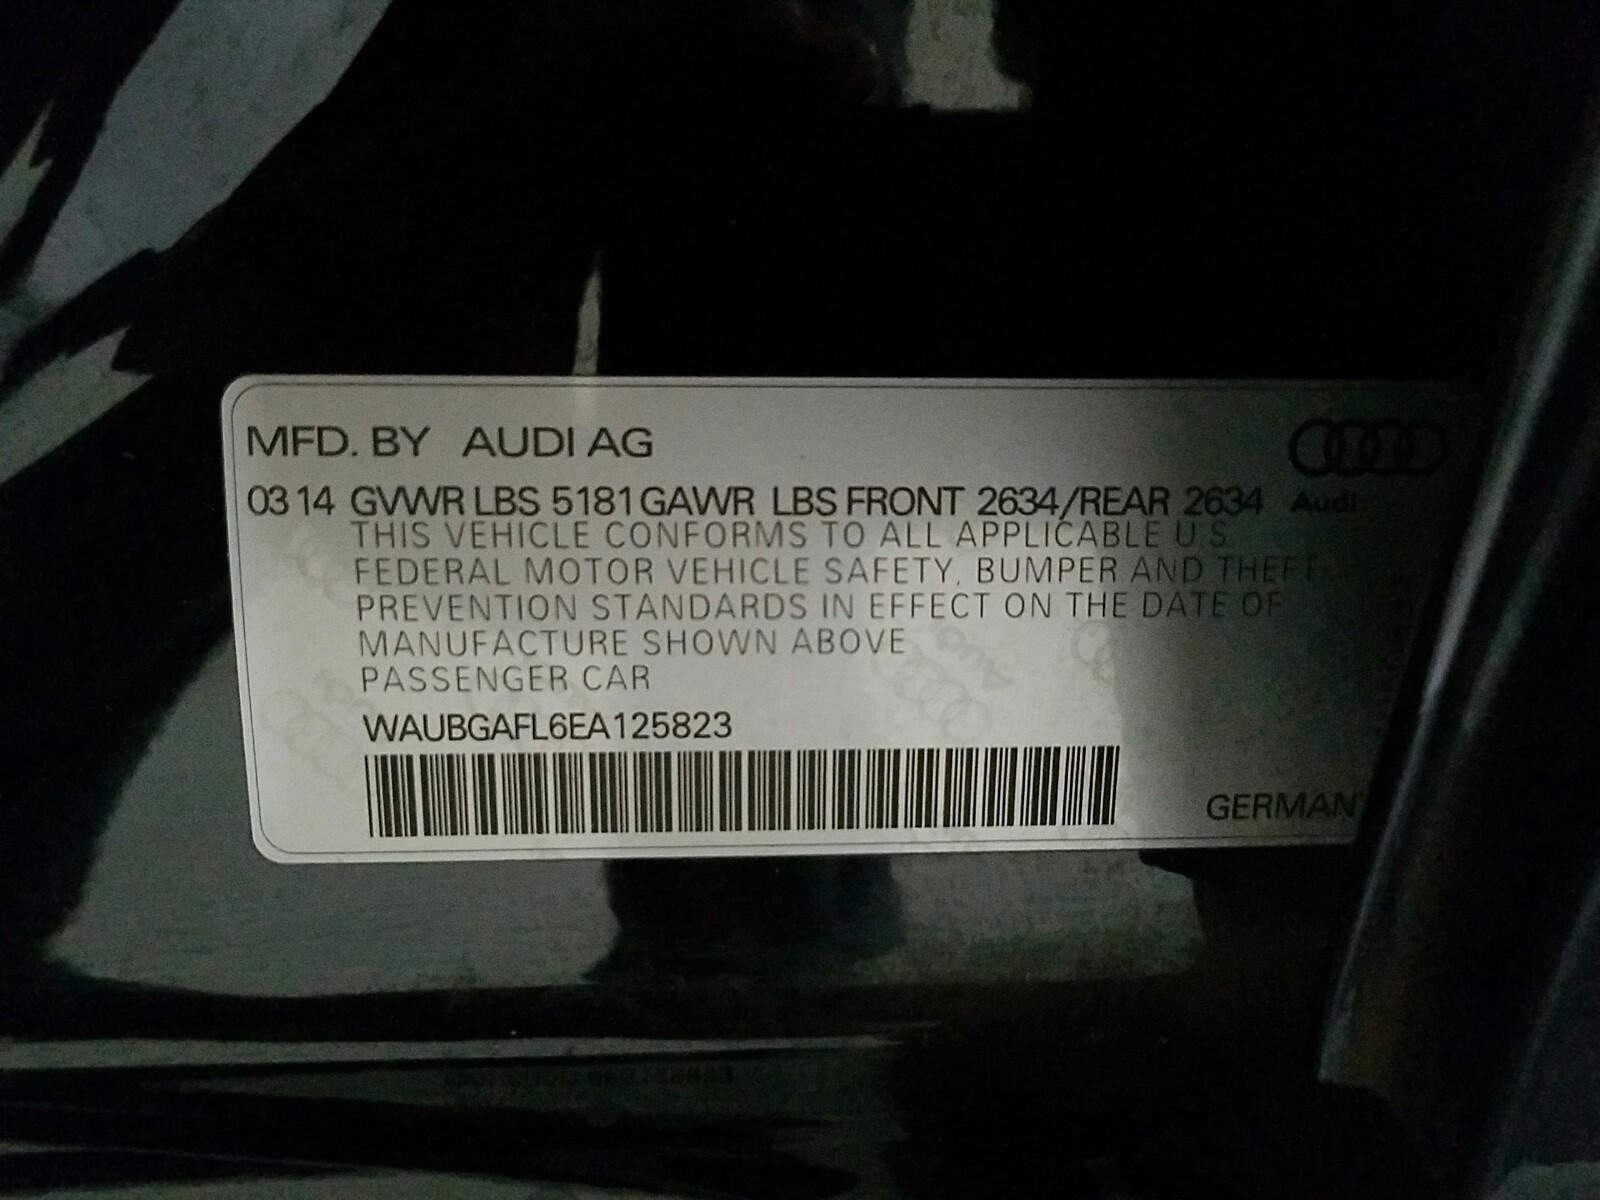 MFD. BY AUDI AG
03 14 GVWR LBS 5181 GAWR LBS FRONT 2634/REAR 2634 Audi
THIS VEHICLE CONFORMS TO ALL APPLICABLE U.S.
FEDERAL MOTOR VEHICLE SAFETY, BUMPER AND THEFT
PREVENTION STANDARDS IN EFFECT ON THE DATE OF
MANUFACTURE SHOWN ABOVE
PASSENGER CAR
WAUBGAFL6EA125823
GERMAN